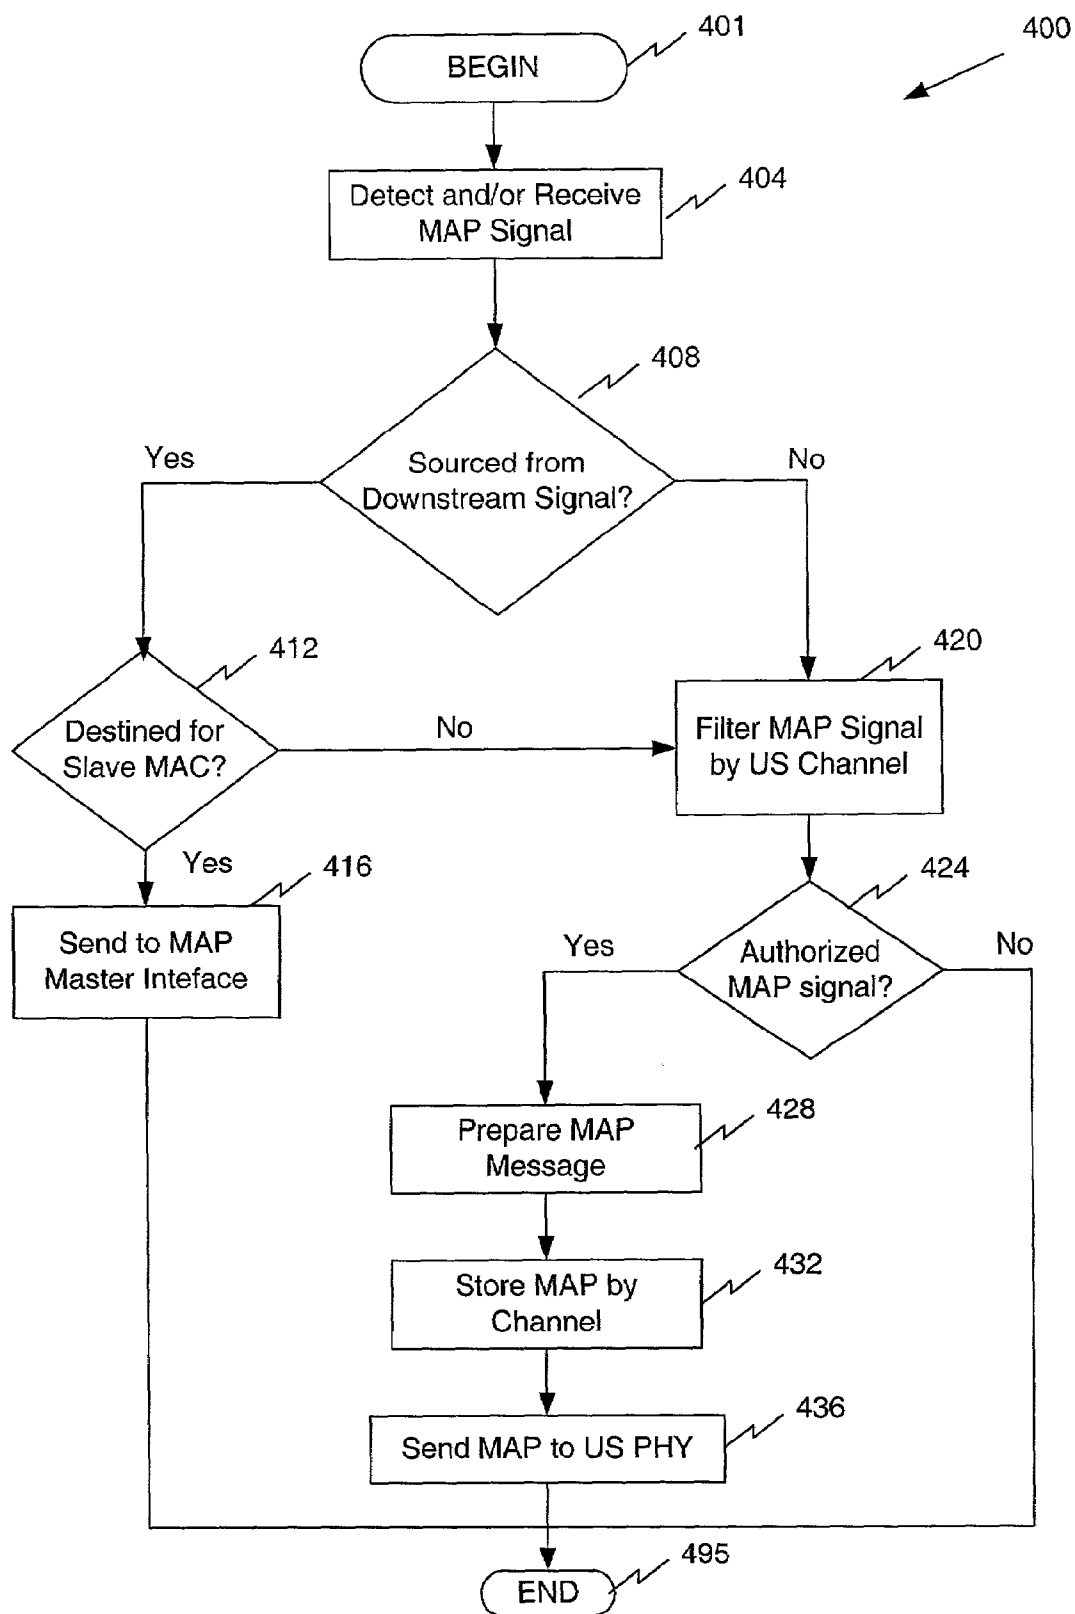 401
400
BEGIN
404
Detect and/or Receive
MAP Signal
408
Yes
No
Sourced from
Downstream Signal?
412
420
Destined for
Slave MAC?
No
Filter MAP Signal
by US Channel
Yes
416
424
Send to MAP
Master Inteface
Yes
No
Authorized
MAP signal?
428
Prepare MAP
Message
432
Store MAP by
Channel
436
Send MAP to US PHY
495
END